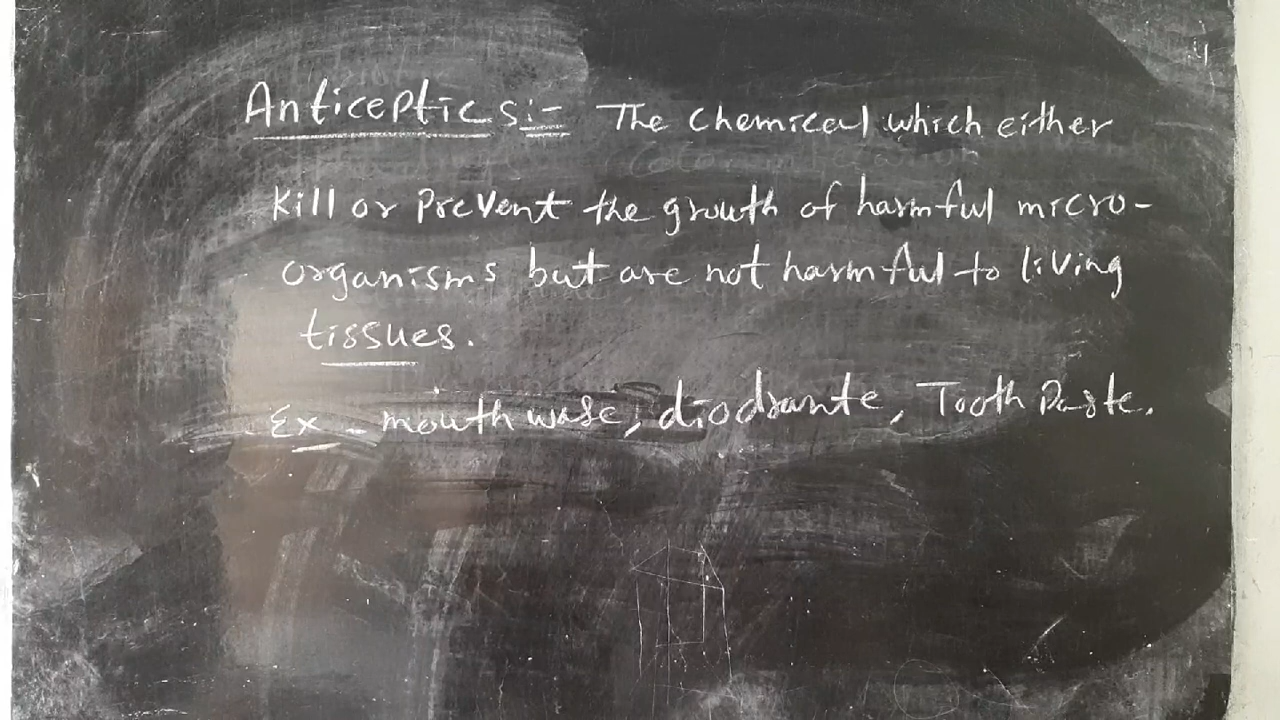 Anticeptics:- The chemical which either
Kill or Prevent the growth of harmful micro-
organisms but are not harmful to living
tissues.
Ex - mouth wase, diodrante, Tooth Paste.